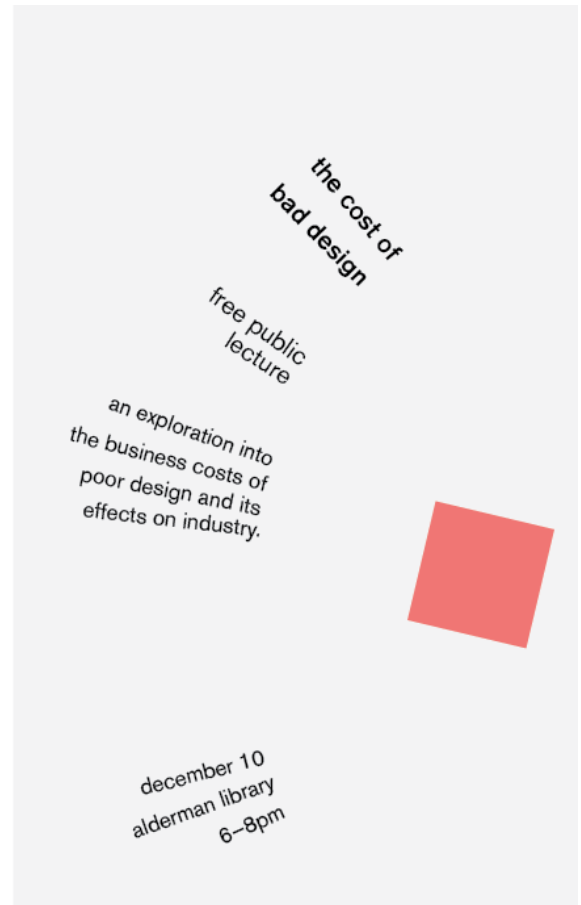 the cost of
bad design
free public
lecture
an exploration into
the business costs of
poor design and its
effects on industry.
december 10
alderman library
6–8pm